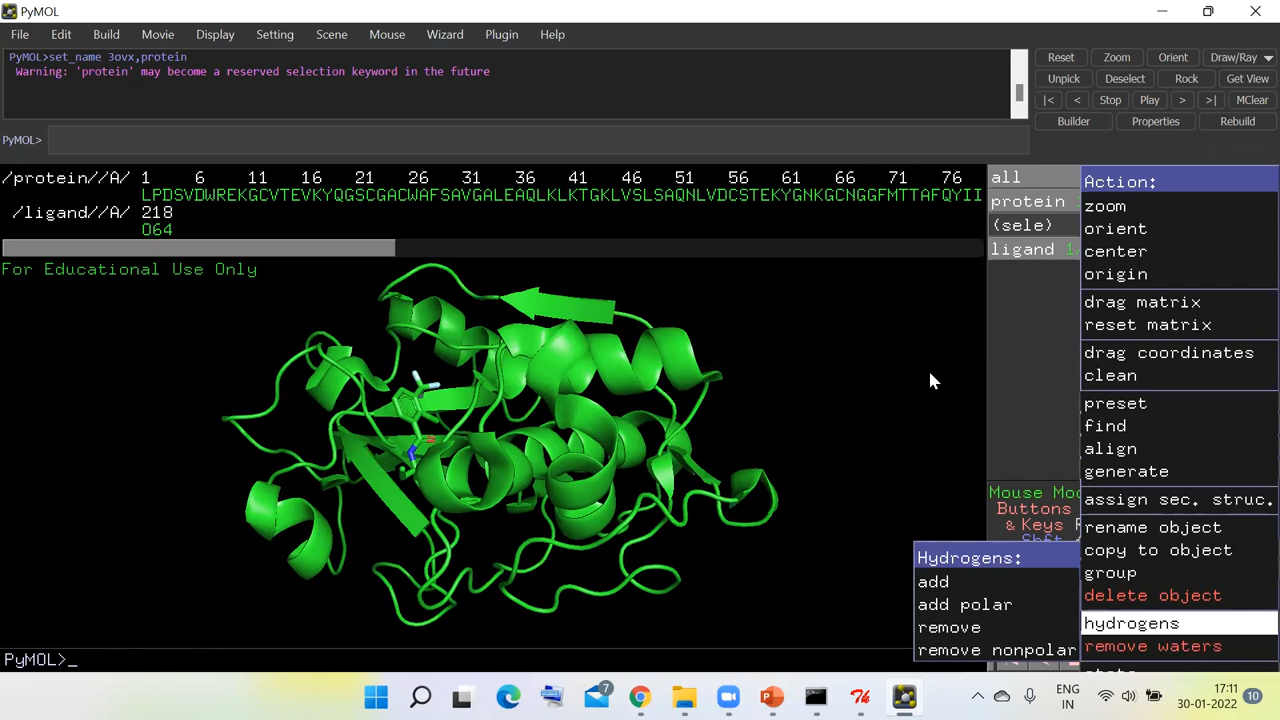 PyMOL
File Edit Build Movie Display Setting Scene Mouse Wizard Plugin Help
PyMOL>set_name 3ovx,protein
Warning: 'protein' may become a reserved selection keyword in the future
Reset Zoom Orient Draw/Ray
Unpick Deselect Rock Get View
|< < Stop Play > >| MClear
Builder Properties Rebuild
PyMOL>
/protein//A/ 1 6 11 16 21 26 31 36 41 46 51 56 61 66 71 76
LPDSVDWREKGCVTEVKYQGSCGACWAFSAVGALEAQLKLKTGKLVSLSAQNLVDCSTEKYGNKGCNGGFMTTAFQYII
/ligand//A/ 218
064
For Educational Use Only
all
protein
(sele)
ligand 1/
Action:
zoom
orient
center
origin
drag matrix
reset matrix
drag coordinates
clean
preset
find
align
generate
assign sec. struc.
rename object
copy to object
group
delete object
hydrogens
remove waters
Mouse Mod
Buttons
& Keys
Shft
Hydrogens:
add
add polar
remove
remove nonpolar
PyMOL>_
7
ENG
IN
17:11
30-01-2022
10